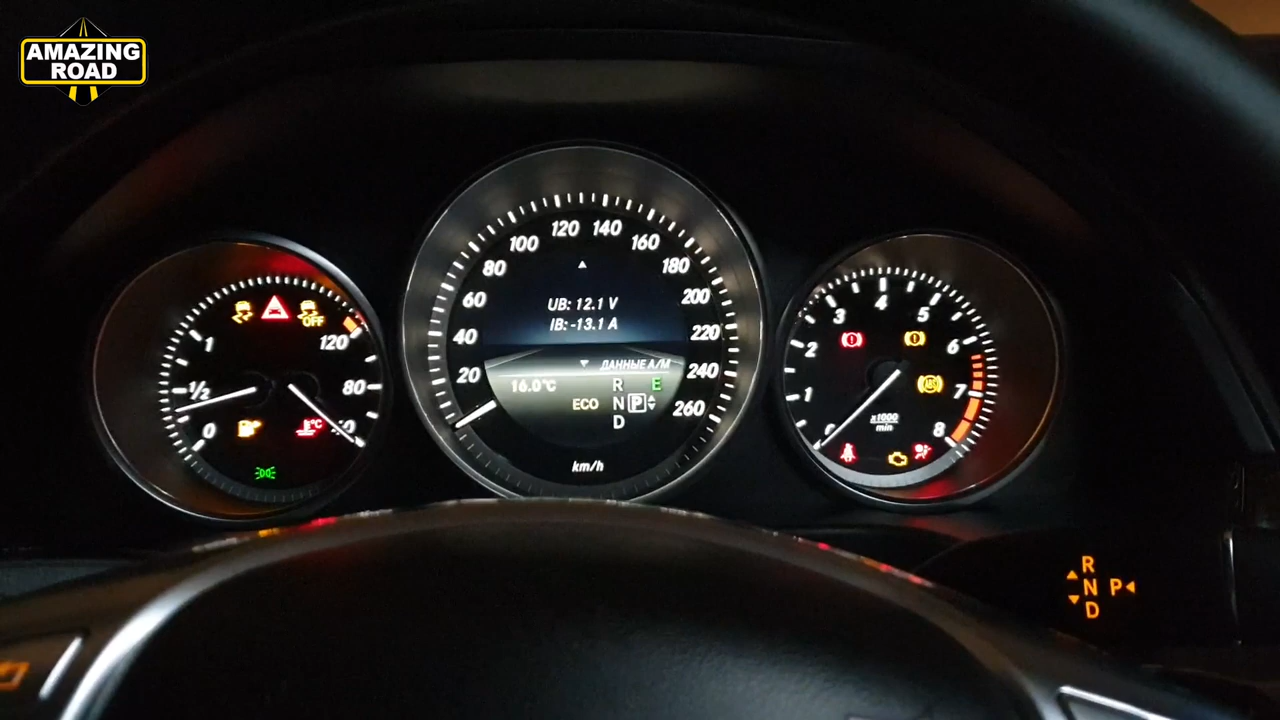 AMAZING
ROAD
OFF
1
120
½
80
0
°C
20
40
60
80
100
120
140
160
180
200
220
240
260
UB: 12.1 V
IB: -13.1 A
ДАННЫЕ А/М
16.0°C
R
E
ECO
N
P
D
km/h
1
2
3
4
5
6
7
8
ABS
x1000
min
R
N
P
D